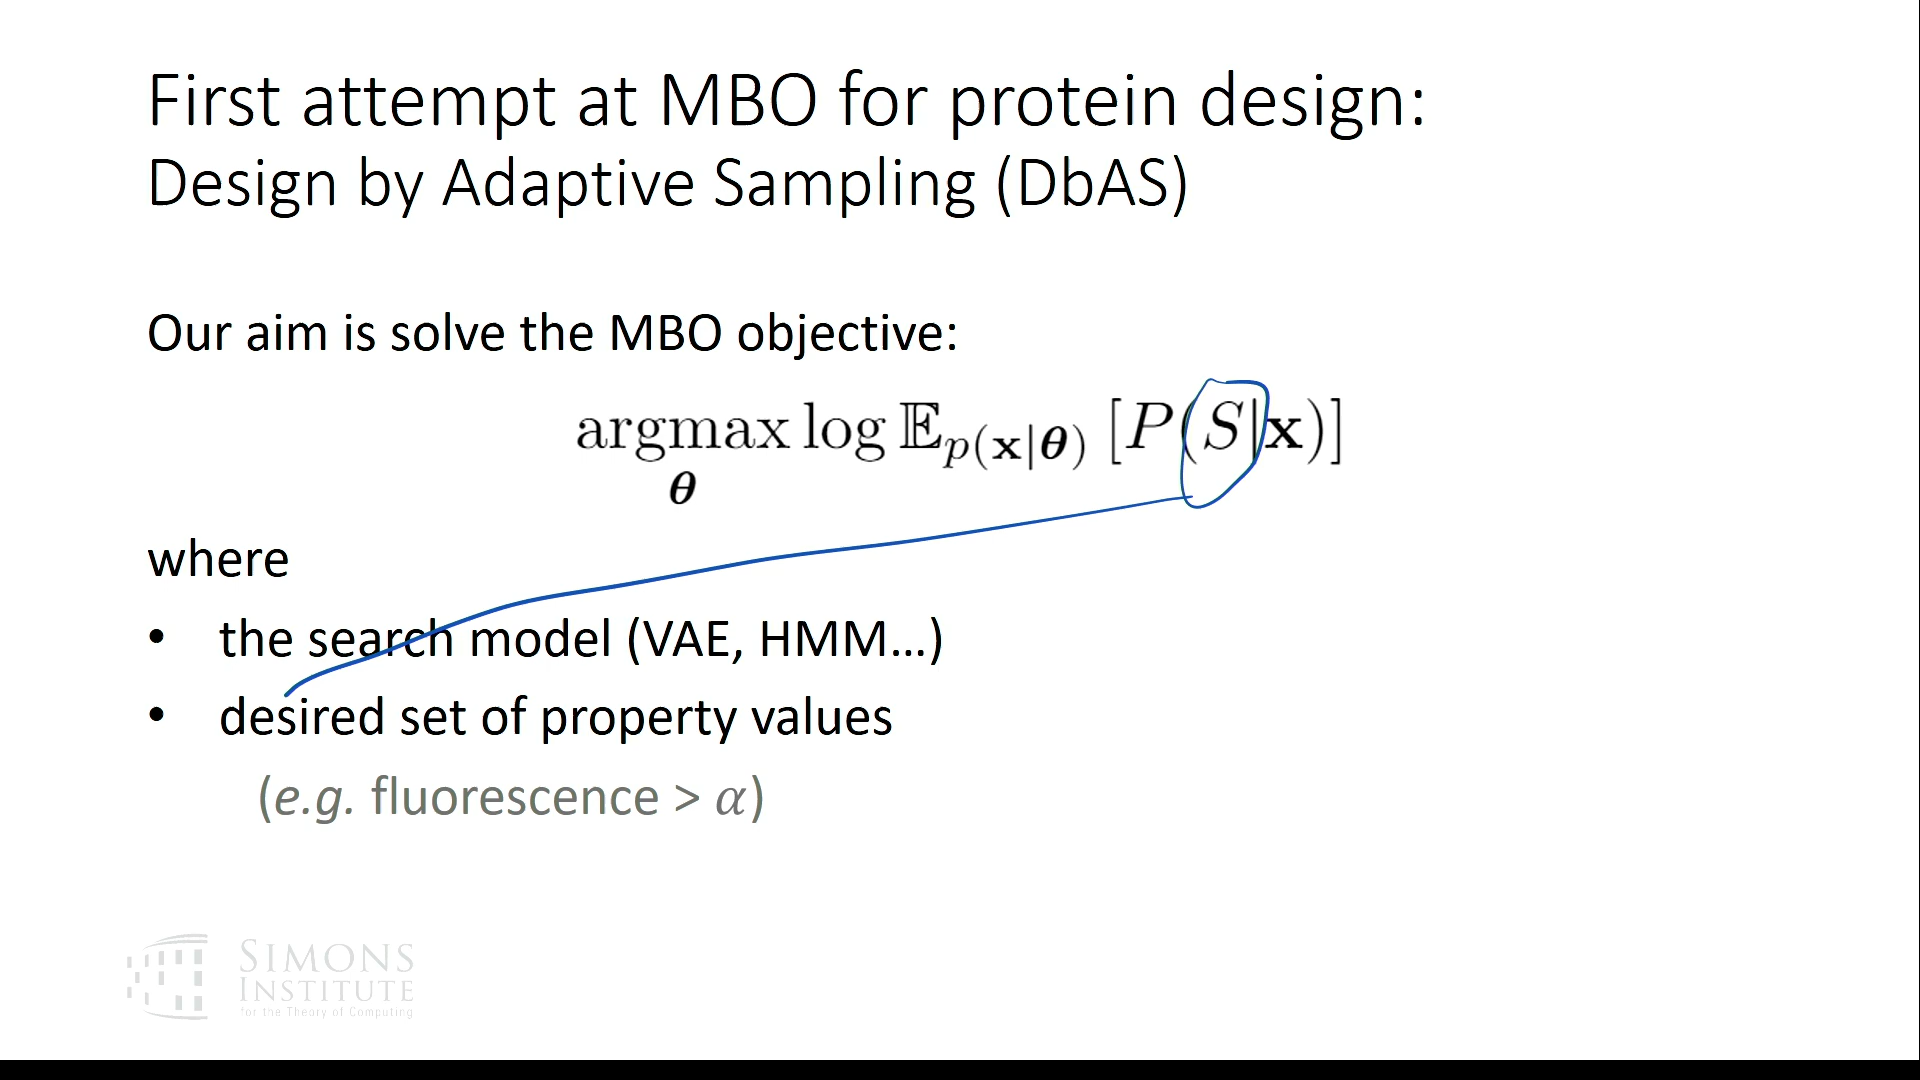 First attempt at MBO for protein design:
Design by Adaptive Sampling (DbAS)
Our aim is solve the MBO objective:
argmax log 𝔼_{p(𝐱|𝜽)} [P(S|𝐱)]
𝜽
where
• the search model (VAE, HMM…)
• desired set of property values
(e.g. fluorescence > α)
SIMONS
INSTITUTE
for the Theory of Computing